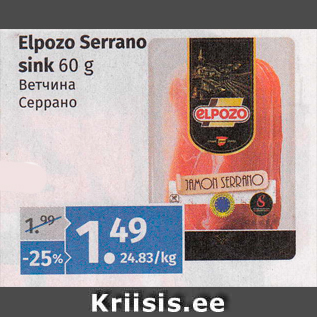 Elpozo Serrano
sink 60 g
Ветчина
Серрано
ELPOZO
JAMON SERRANO
S
1.99
-25%
1.49
24.83/kg
Kriisis.ee